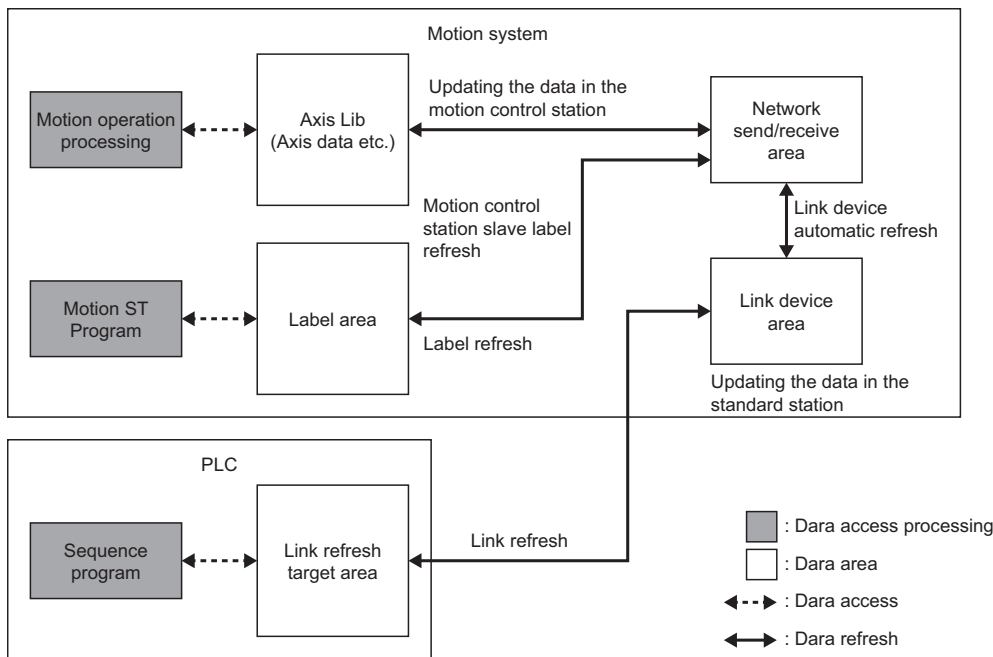 Motion system
Motion operation
processing
Axis Lib
(Axis data etc.)
Updating the data in the
motion control station
Network
send/receive
area
Motion control
station slave label
refresh
Link device
automatic refresh
Motion ST
Program
Label area
Label refresh
Link device
area
Updating the data in the
standard station
PLC
Sequence
program
Link refresh
target area
Link refresh
: Dara access processing
: Dara area
: Dara access
: Dara refresh